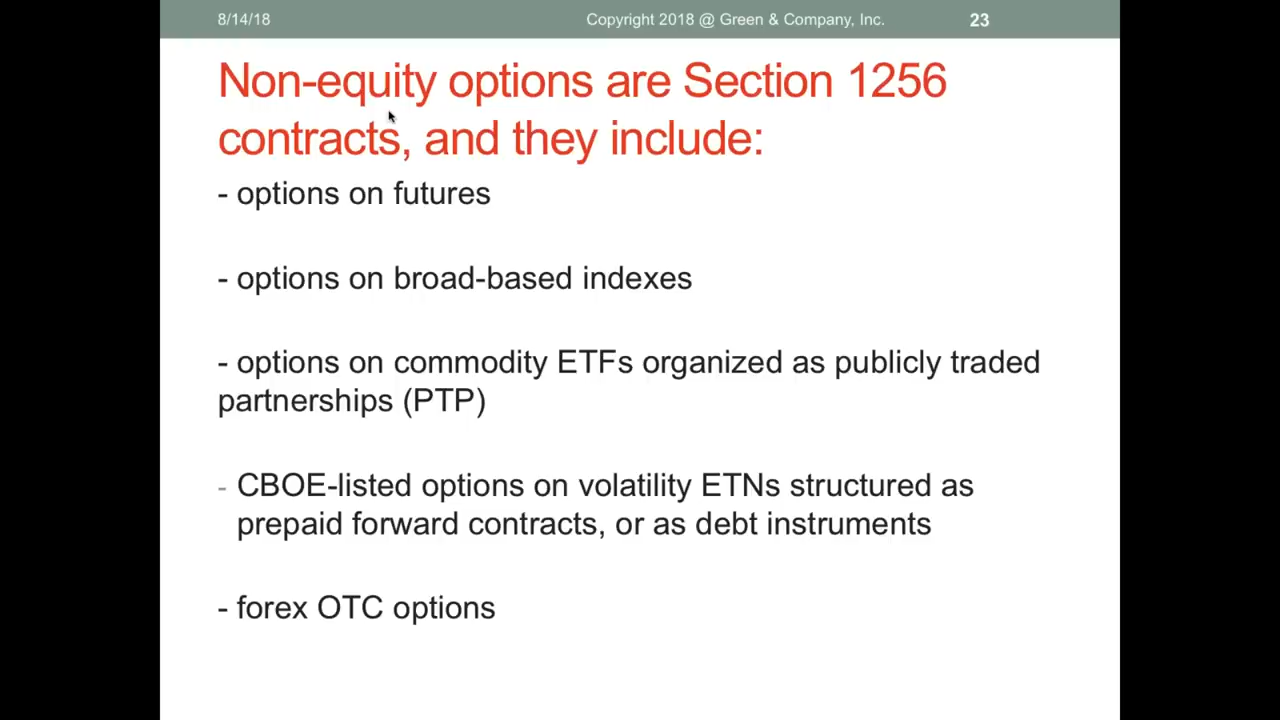 8/14/18
Copyright 2018 @ Green & Company, Inc.
23
Non-equity options are Section 1256
contracts, and they include:
- options on futures
- options on broad-based indexes
- options on commodity ETFs organized as publicly traded
partnerships (PTP)
- CBOE-listed options on volatility ETNs structured as
prepaid forward contracts, or as debt instruments
- forex OTC options